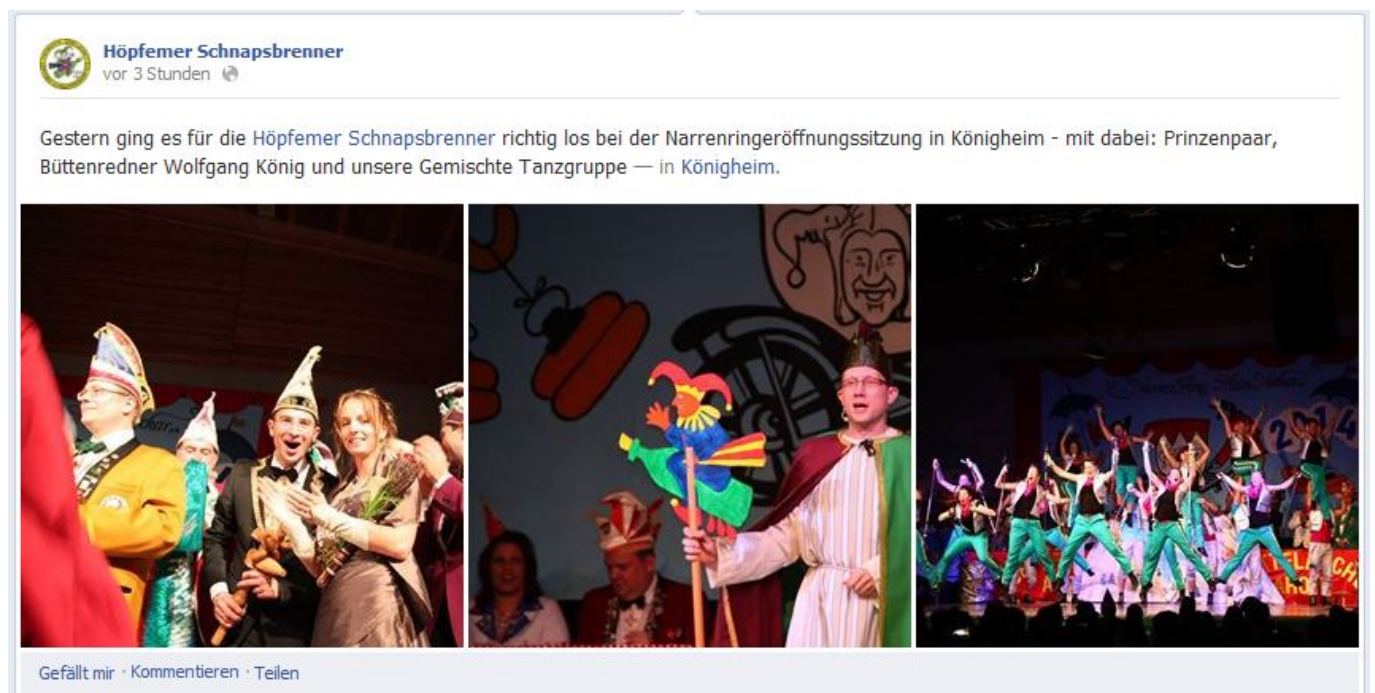 Höpfemer Schnapsbrenner
vor 3 Stunden
Gestern ging es für die Höpfemer Schnapsbrenner richtig los bei der Narrenringeröffnungssitzung in Königheim - mit dabei: Prinzenpaar,
Büttenredner Wolfgang König und unsere Gemischte Tanzgruppe — in Königheim.
2014
Gefällt mir · Kommentieren · Teilen